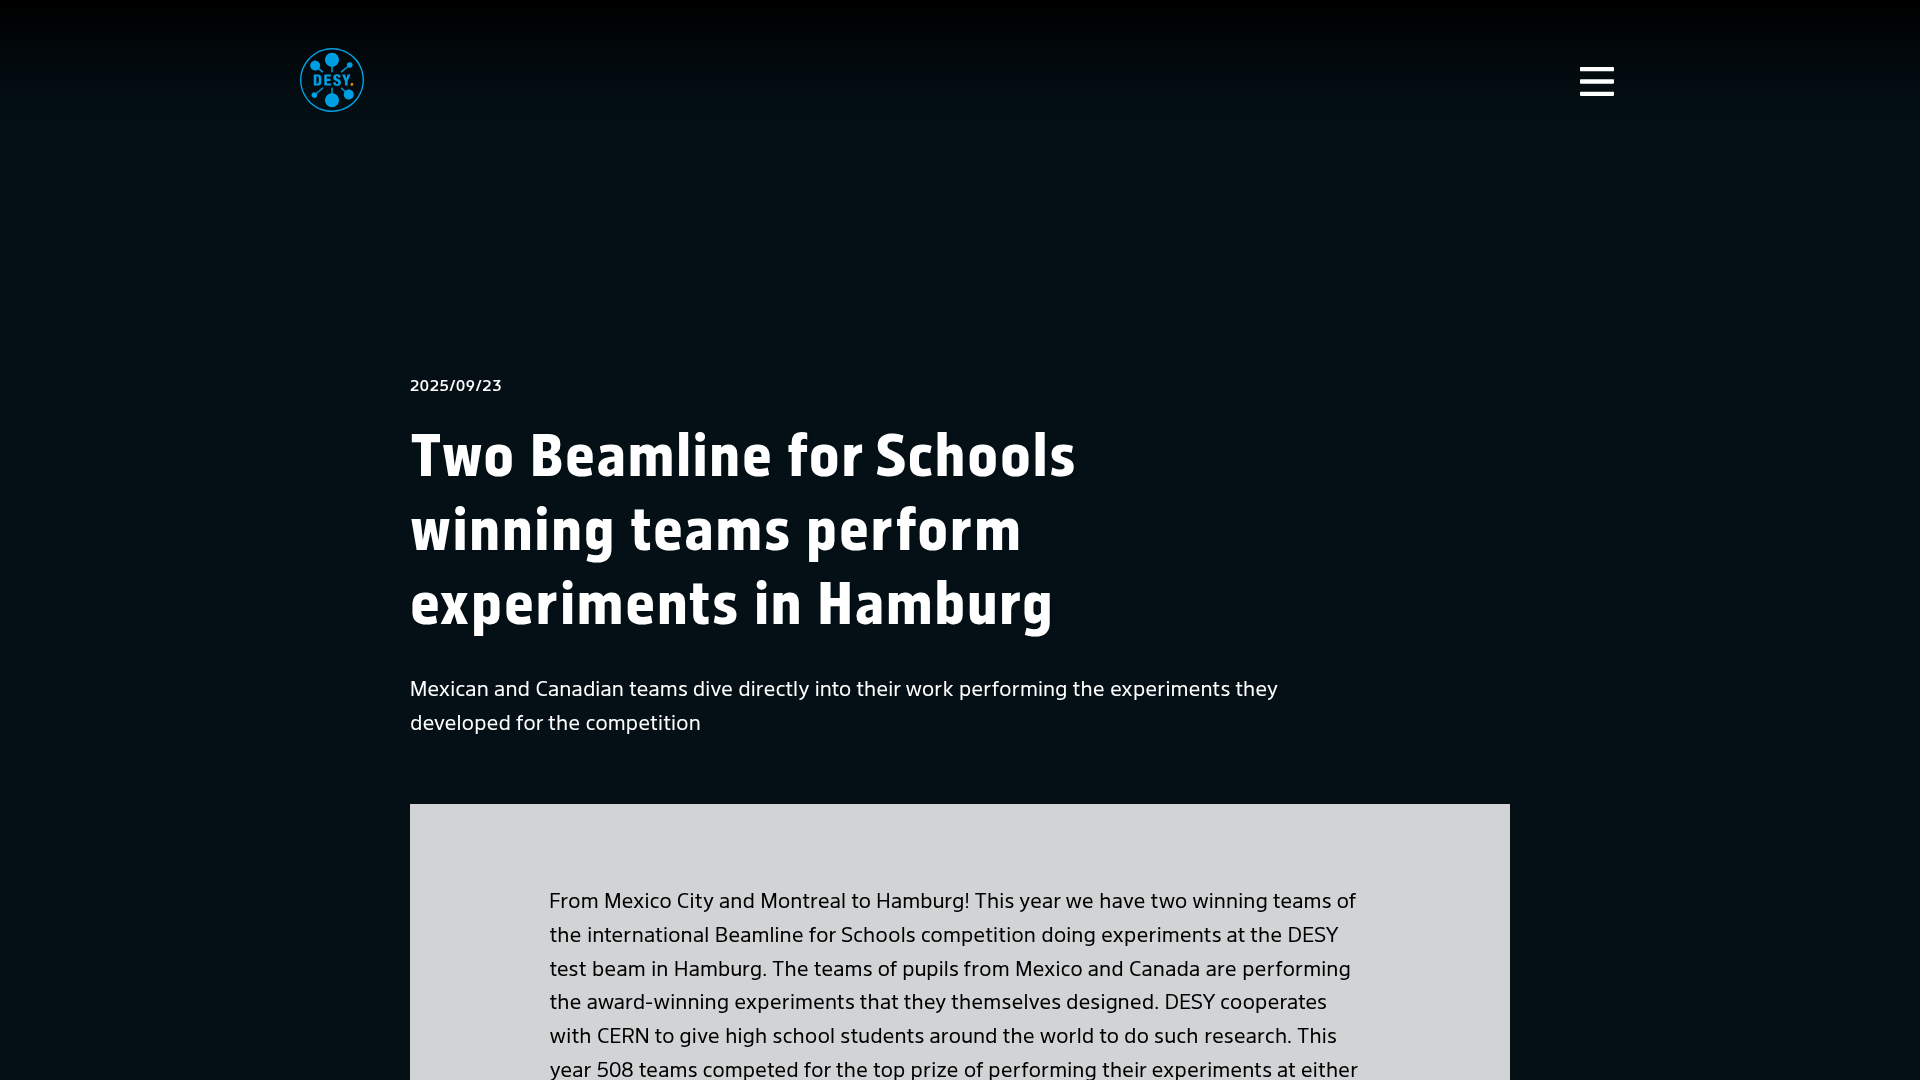 DESY.
2025/09/23
Two Beamline for Schools
winning teams perform
experiments in Hamburg
Mexican and Canadian teams dive directly into their work performing the experiments they
developed for the competition
From Mexico City and Montreal to Hamburg! This year we have two winning teams of
the international Beamline for Schools competition doing experiments at the DESY
test beam in Hamburg. The teams of pupils from Mexico and Canada are performing
the award-winning experiments that they themselves designed. DESY cooperates
with CERN to give high school students around the world to do such research. This
year 508 teams competed for the top prize of performing their experiments at either